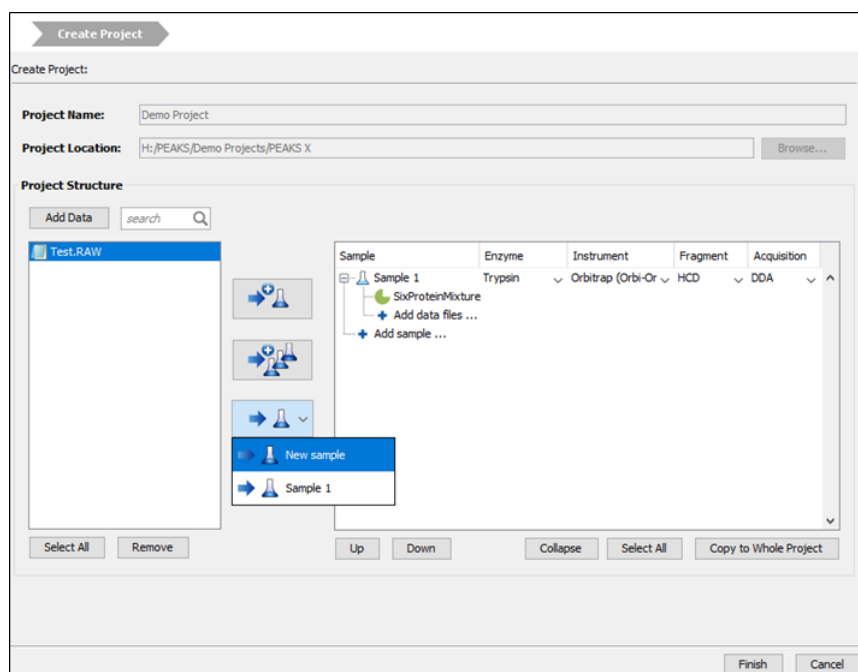 Create Project
Create Project:
Project Name: Demo Project
Project Location: H:/PEAKS/Demo Projects/PEAKS X Browse...
Project Structure
Add Data search
Test.RAW
Sample Enzyme Instrument Fragment Acquisition
Sample 1 Trypsin Orbitrap (Orbi-Or HCD DDA
SixProteinMixture
Add data files ...
Add sample ...
New sample
Sample 1
Select All Remove Up Down Collapse Select All Copy to Whole Project
Finish Cancel